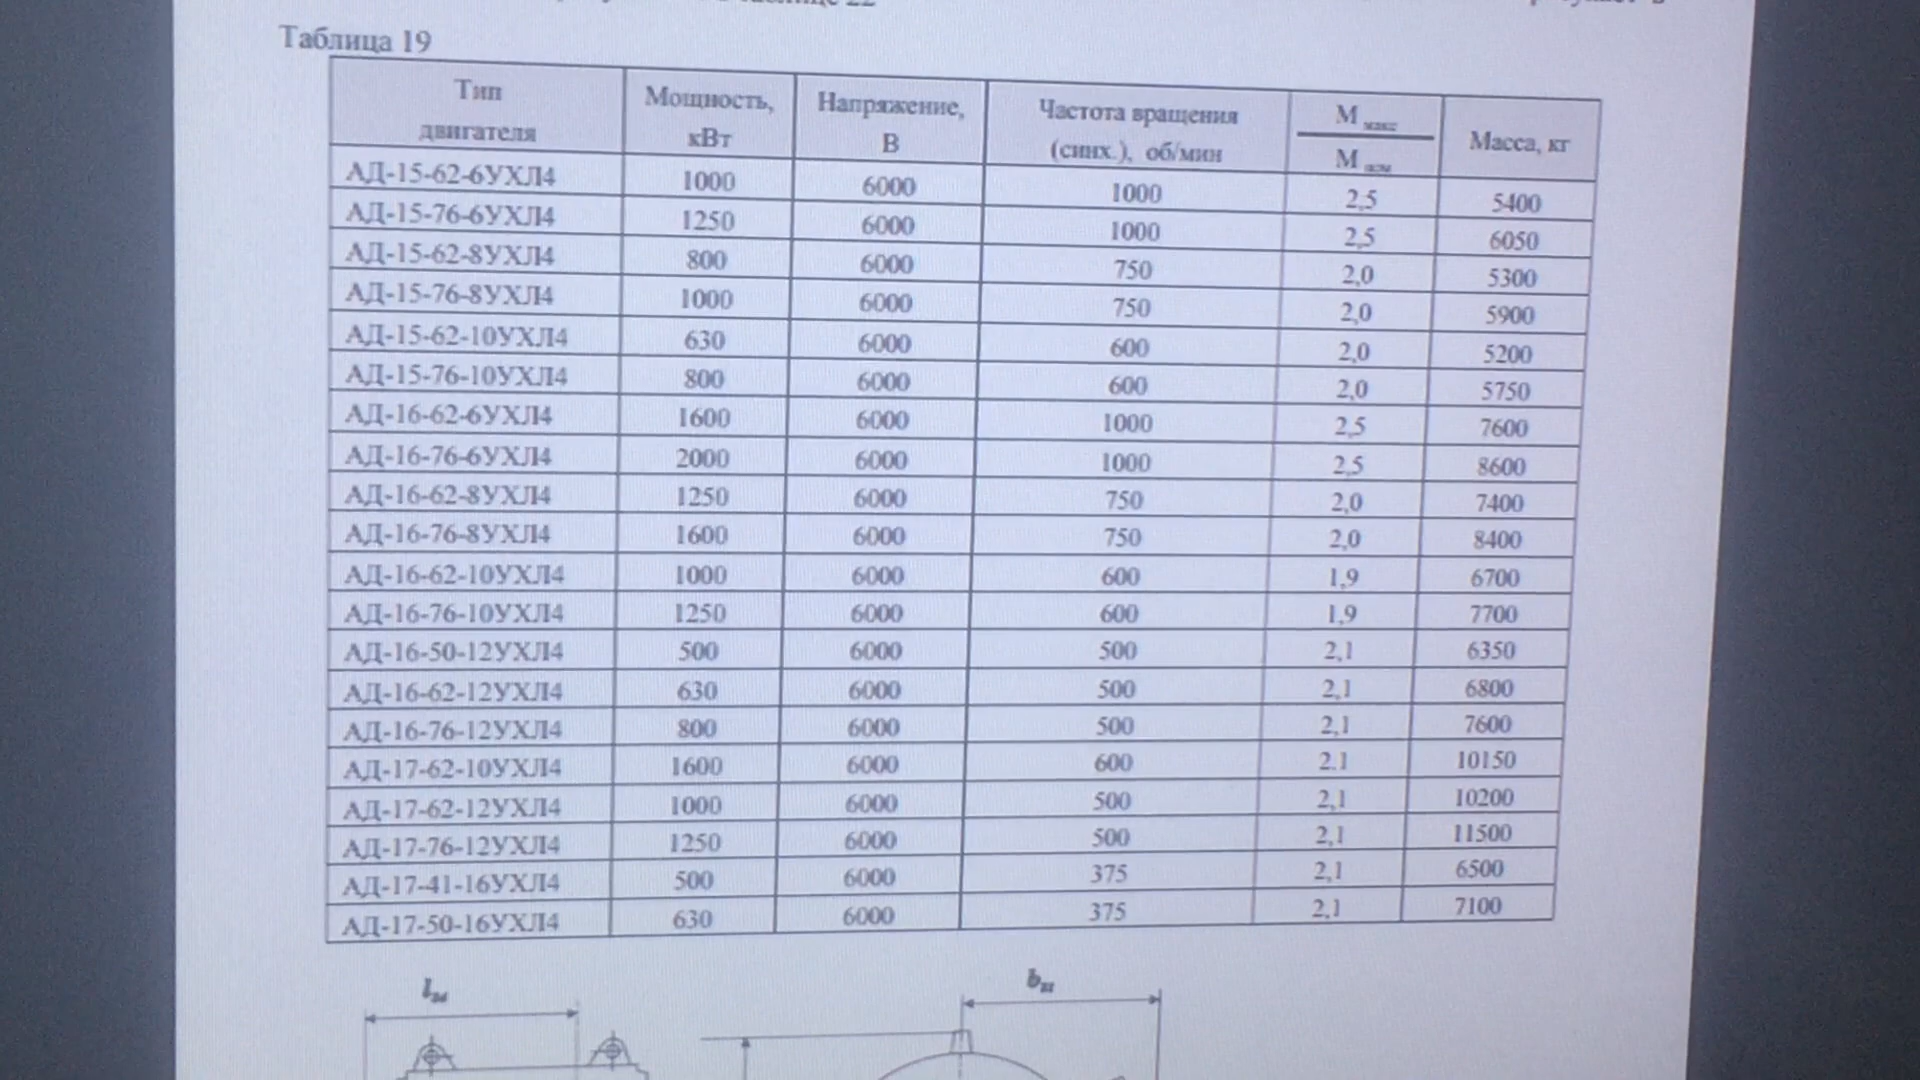 22
Таблица 19
Тип двигателя Мощность, кВт Напряжение, В Частота вращения (синх.), об/мин М макс / М ном Масса, кг
АД-15-62-6УХЛ4 1000 6000 1000 2,5 5400
АД-15-76-6УХЛ4 1250 6000 1000 2,5 6050
АД-15-62-8УХЛ4 800 6000 750 2,0 5300
АД-15-76-8УХЛ4 1000 6000 750 2,0 5900
АД-15-62-10УХЛ4 630 6000 600 2,0 5200
АД-15-76-10УХЛ4 800 6000 600 2,0 5750
АД-16-62-6УХЛ4 1600 6000 1000 2,5 7600
АД-16-76-6УХЛ4 2000 6000 1000 2,5 8600
АД-16-62-8УХЛ4 1250 6000 750 2,0 7400
АД-16-76-8УХЛ4 1600 6000 750 2,0 8400
АД-16-62-10УХЛ4 1000 6000 600 1,9 6700
АД-16-76-10УХЛ4 1250 6000 600 1,9 7700
АД-16-50-12УХЛ4 500 6000 500 2,1 6350
АД-16-62-12УХЛ4 630 6000 500 2,1 6800
АД-16-76-12УХЛ4 800 6000 500 2,1 7600
АД-17-62-10УХЛ4 1600 6000 600 2.1 10150
АД-17-62-12УХЛ4 1000 6000 500 2,1 10200
АД-17-76-12УХЛ4 1250 6000 500 2,1 11500
АД-17-41-16УХЛ4 500 6000 375 2,1 6500
АД-17-50-16УХЛ4 630 6000 375 2,1 7100